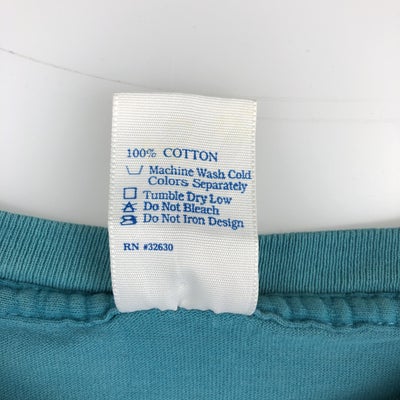 100% COTTON
Machine Wash Cold
Colors Separately
Tumble Dry Low
Do Not Bleach
Do Not Iron Design
RN #32630